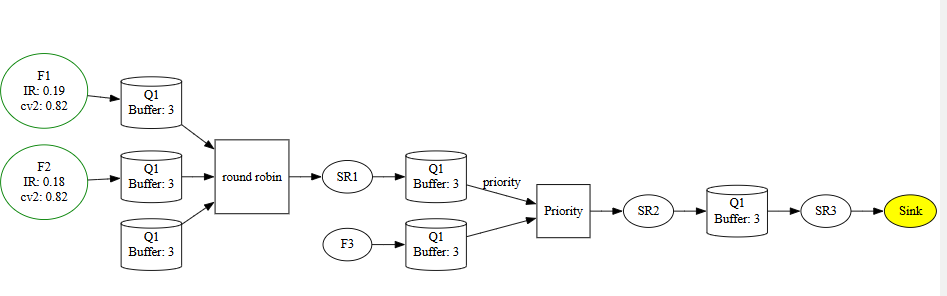 F1
IR: 0.19
cv2: 0.82
Q1
Buffer: 3
F2
IR: 0.18
cv2: 0.82
Q1
Buffer: 3
Q1
Buffer: 3
round robin
SR1
Q1
Buffer: 3
priority
F3
Q1
Buffer: 3
Priority
SR2
Q1
Buffer: 3
SR3
Sink